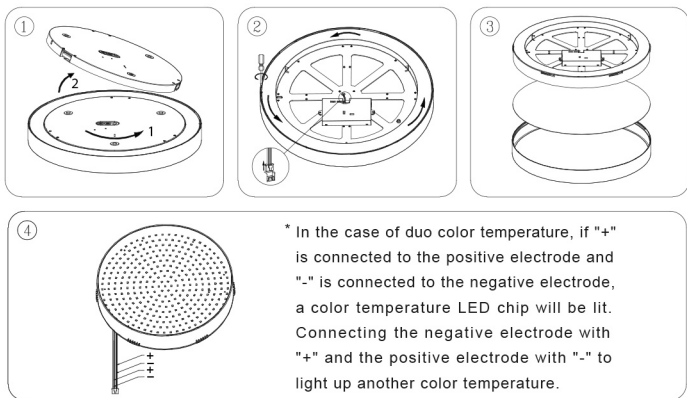 1
2
1
2
3
4
+
−
+
−
* In the case of duo color temperature, if "+"
is connected to the positive electrode and
"-" is connected to the negative electrode,
a color temperature LED chip will be lit.
Connecting the negative electrode with
"+" and the positive electrode with "-" to
light up another color temperature.